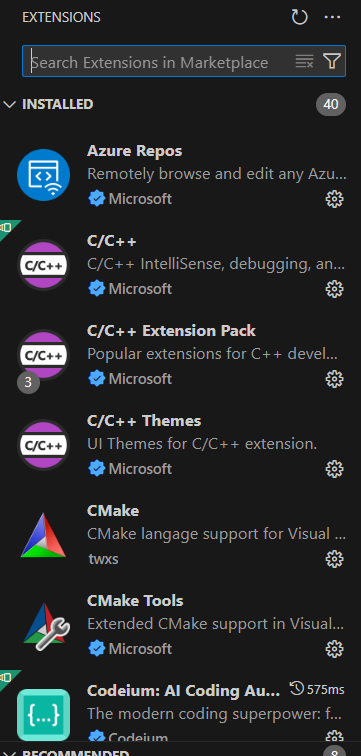 EXTENSIONS
Search Extensions in Marketplace
INSTALLED 40
Azure Repos
Remotely browse and edit any Azu...
Microsoft
C/C++
C/C++
C/C++ IntelliSense, debugging, an...
Microsoft
C/C++ Extension Pack
C/C++
Popular extensions for C++ devel...
3
Microsoft
C/C++ Themes
C/C++
UI Themes for C/C++ extension.
Microsoft
CMake
CMake langage support for Visual ...
twxs
CMake Tools
Extended CMake support in Visual...
Microsoft
Codeium: AI Coding Au... 575ms
{...}
The modern coding superpower: f...
Codeium
RECOMMENDED 8